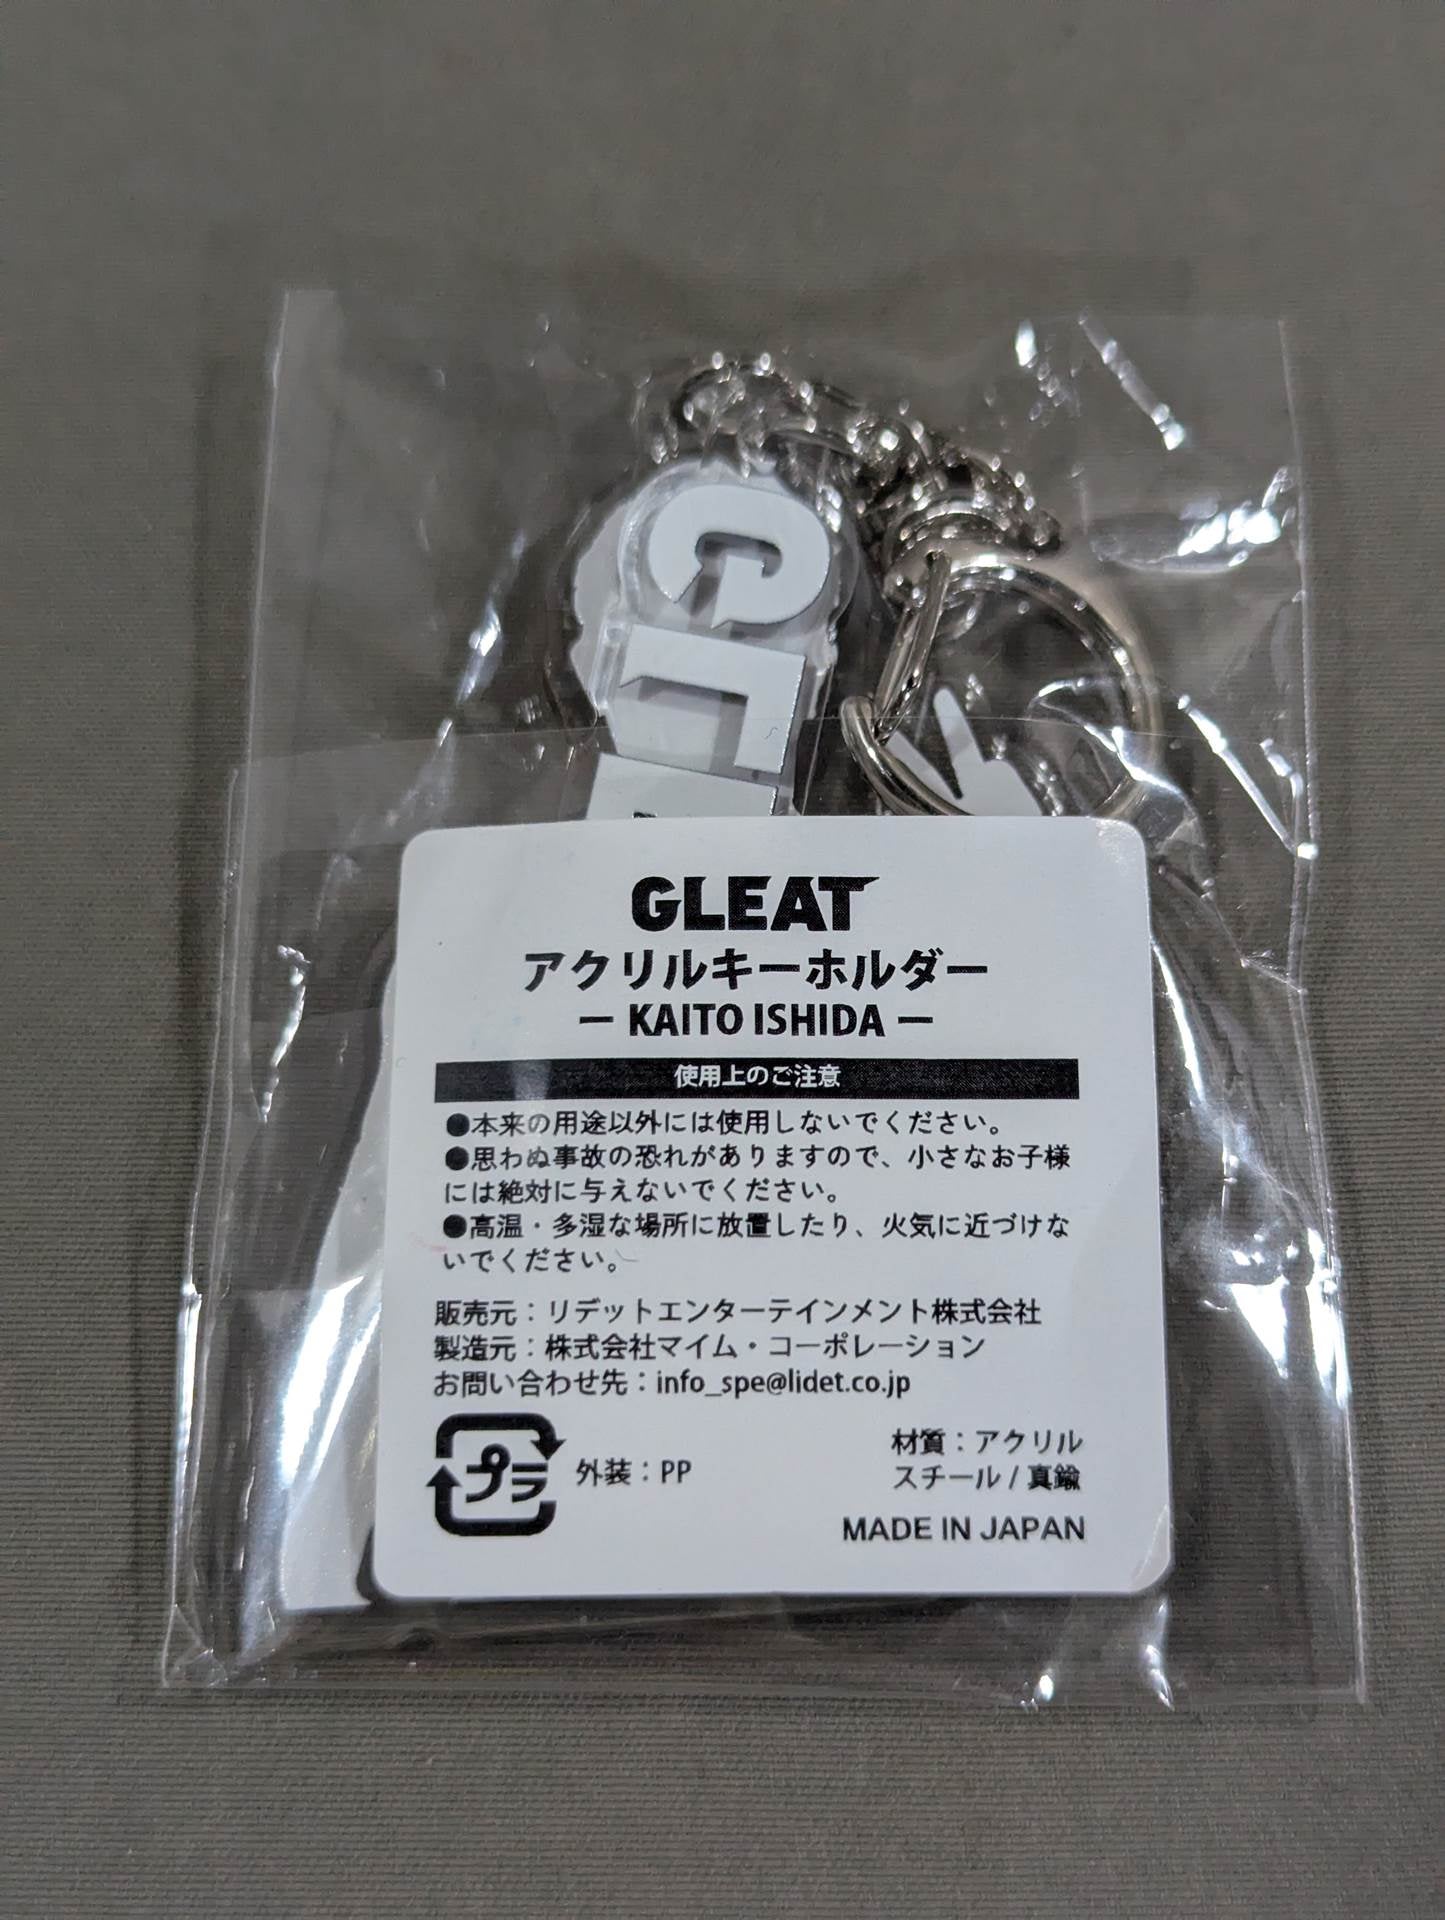 GL
GLEAT
アクリルキーホルダー
— KAITO ISHIDA —
使用上のご注意
●本来の用途以外には使用しないでください。
●思わぬ事故の恐れがありますので、小さなお子様
には絶対に与えないでください。
●高温・多湿な場所に放置したり、火気に近づけな
いでください。
販売元：リデットエンターテインメント株式会社
製造元：株式会社マイム・コーポレーション
お問い合わせ先：info_spe@lidet.co.jp
プラ 外装：PP
材質：アクリル
スチール / 真鍮
MADE IN JAPAN